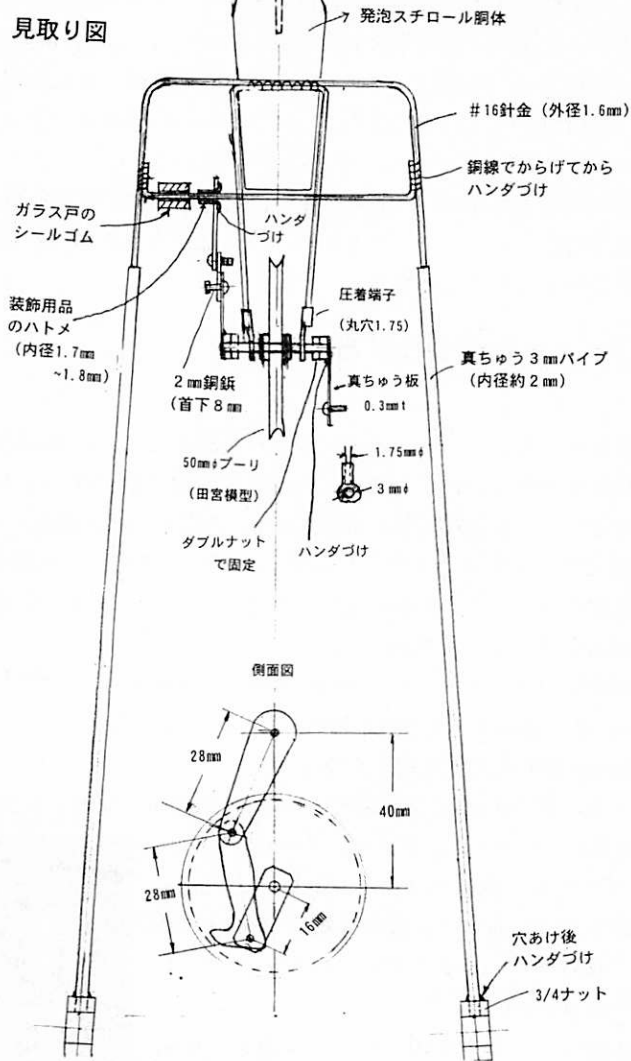 見取り図
発泡スチロール胴体
#16針金（外径1.6mm）
銅線でからげてから
ハンダづけ
ガラス戸の
シールゴム
ハンダ
づけ
装飾用品
のハトメ
（内径1.7mm
~1.8mm）
圧着端子
（丸穴1.75）
2mm銅鋲
（首下8mm
真ちゅう板
0.3mmt
真ちゅう3mmパイプ
（内径約2mm）
1.75mmφ
3mmφ
50mmφプーリ
（田宮模型）
ダブルナット
で固定
ハンダづけ
側面図
28mm
40mm
28mm
16mm
穴あけ後
ハンダづけ
3/4ナット